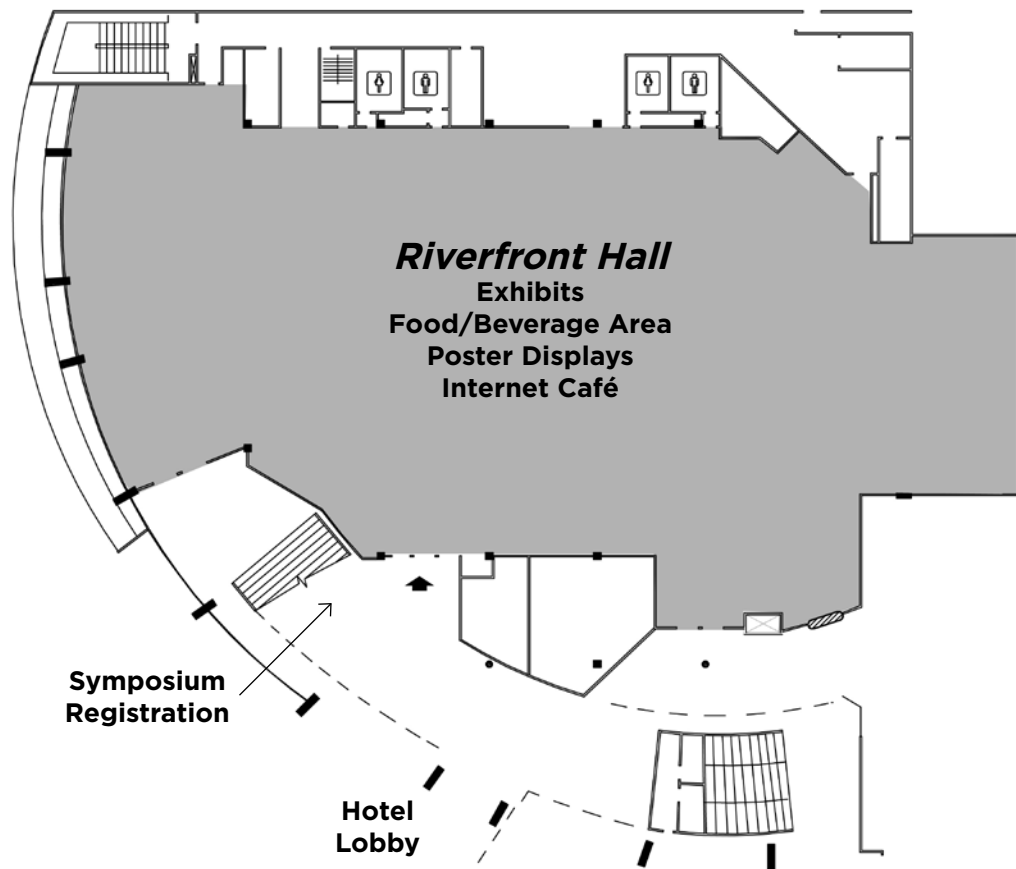 Riverfront Hall
Exhibits
Food/Beverage Area
Poster Displays
Internet Café
Symposium
Registration
Hotel
Lobby